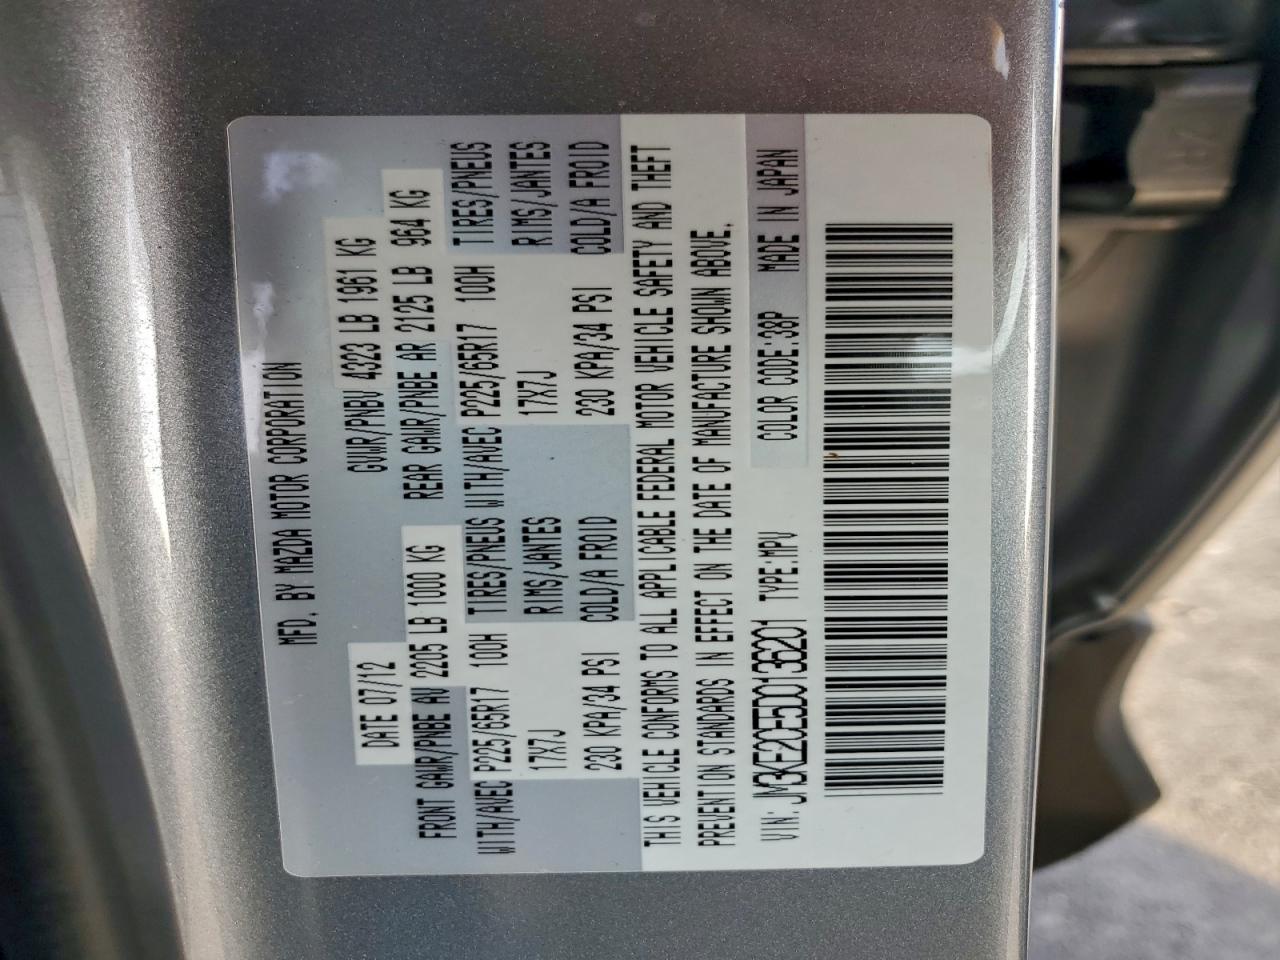 MFD. BY MAZDA MOTOR CORPORATION
DATE 07/12 GVWR/PNBV 4323 LB 1961 KG
FRONT GAWR/PNBE AV 2205 LB 1000 KG REAR GAWR/PNBE AR 2125 LB 964 KG
WITH/AVEC P225/65R17 100H TIRES/PNEUS WITH/AVEC P225/65R17 100H TIRES/PNEUS
17X7J RIMS/JANTES 17X7J RIMS/JANTES
230 KPA/34 PSI COLD/A FROID 230 KPA/34 PSI COLD/A FROID
THIS VEHICLE CONFORMS TO ALL APPLICABLE FEDERAL MOTOR VEHICLE SAFETY AND THEFT
PREVENTION STANDARDS IN EFFECT ON THE DATE OF MANUFACTURE SHOWN ABOVE.
VIN: JM3KE2CE5D0136201 TYPE:MPV COLOR CODE:38P MADE IN JAPAN